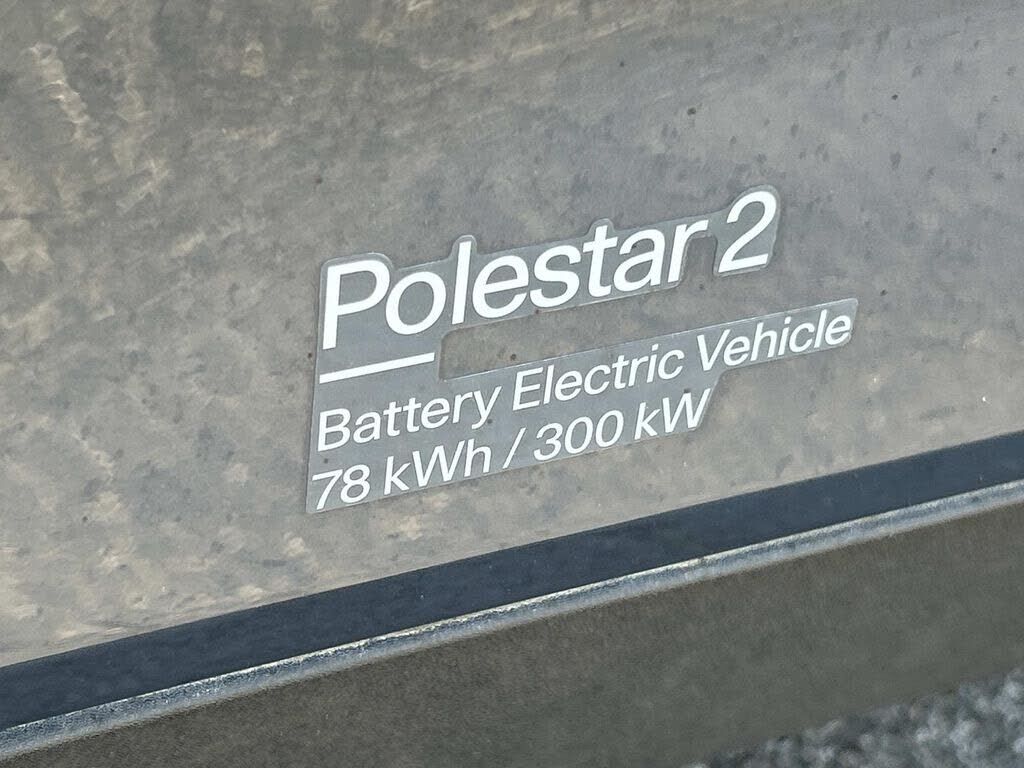 Polestar 2
Battery Electric Vehicle
78 kWh / 300 kW